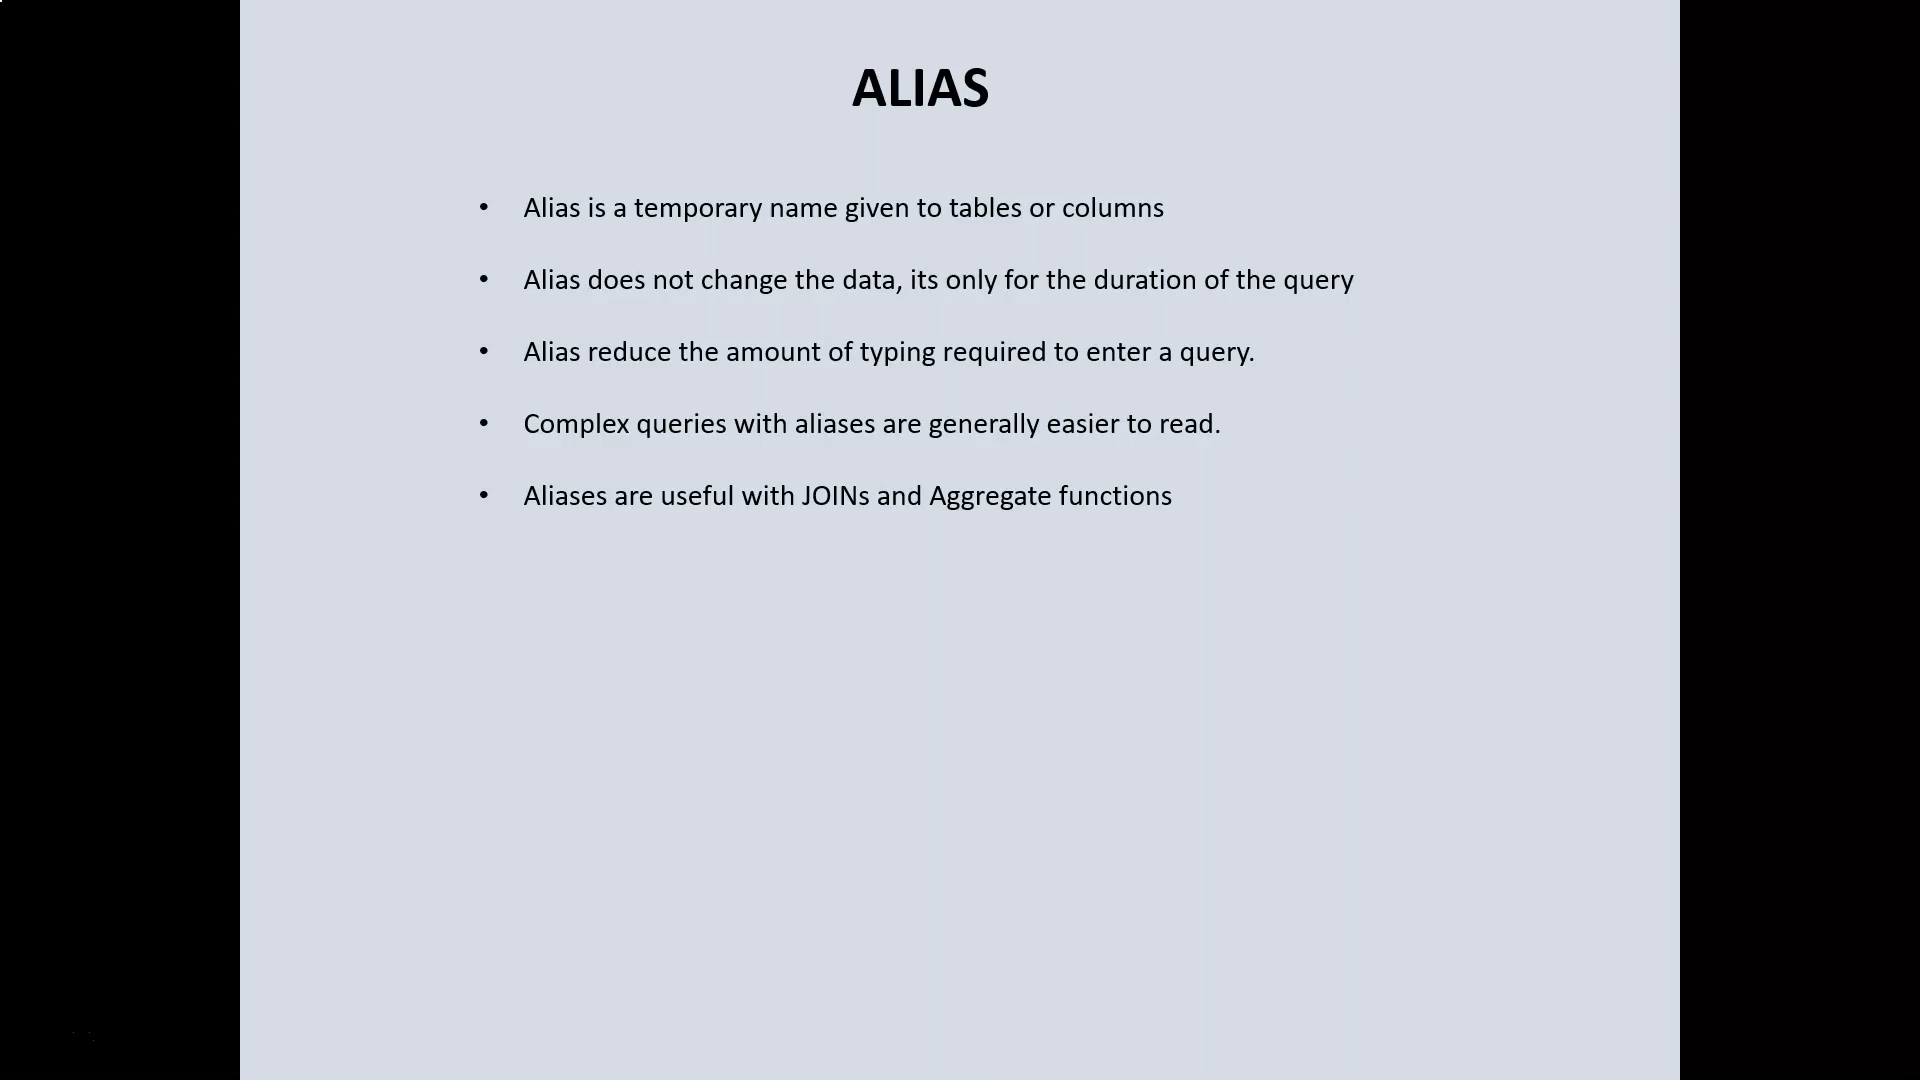 ALIAS
• Alias is a temporary name given to tables or columns
• Alias does not change the data, its only for the duration of the query
• Alias reduce the amount of typing required to enter a query.
• Complex queries with aliases are generally easier to read.
• Aliases are useful with JOINs and Aggregate functions